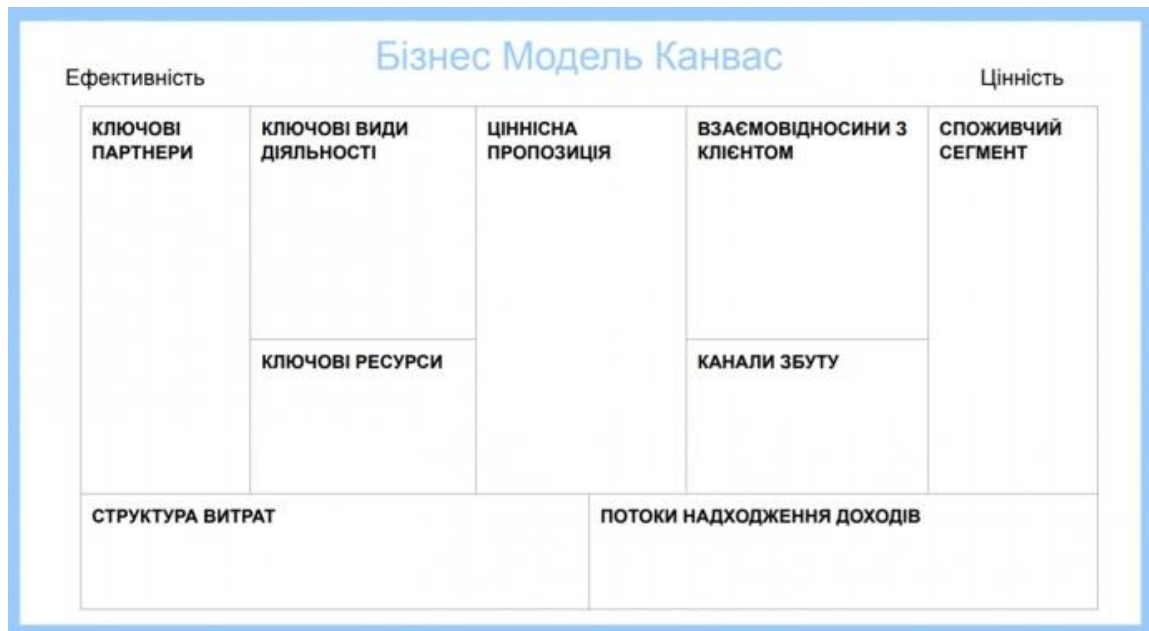 Бізнес Модель Канвас
Ефективність
Цінність
КЛЮЧОВІ
ПАРТНЕРИ
КЛЮЧОВІ ВИДИ
ДІЯЛЬНОСТІ
ЦІННІСНА
ПРОПОЗИЦІЯ
ВЗАЄМОВІДНОСИНИ З
КЛІЄНТОМ
СПОЖИВЧИЙ
СЕГМЕНТ
КЛЮЧОВІ РЕСУРСИ
КАНАЛИ ЗБУТУ
СТРУКТУРА ВИТРАТ
ПОТОКИ НАДХОДЖЕННЯ ДОХОДІВ